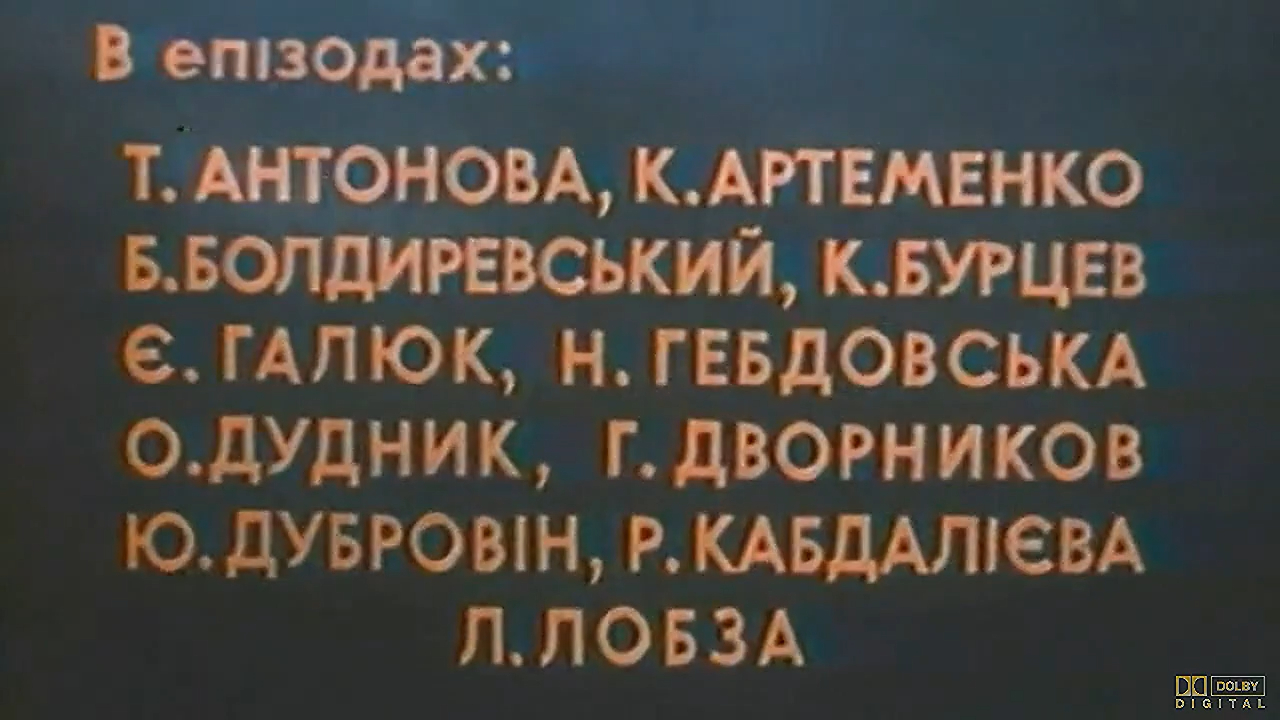 В епізодах:
Т. АНТОНОВА, К. АРТЕМЕНКО
Б. БОЛДИРЕВСЬКИЙ, К. БУРЦЕВ
Є. ГАЛЮК, Н. ГЕБДОВСЬКА
О. ДУДНИК, Г. ДВОРНИКОВ
Ю. ДУБРОВІН, Р. КАБДАЛІЄВА
Л. ЛОБЗА
DOLBY
DIGITAL